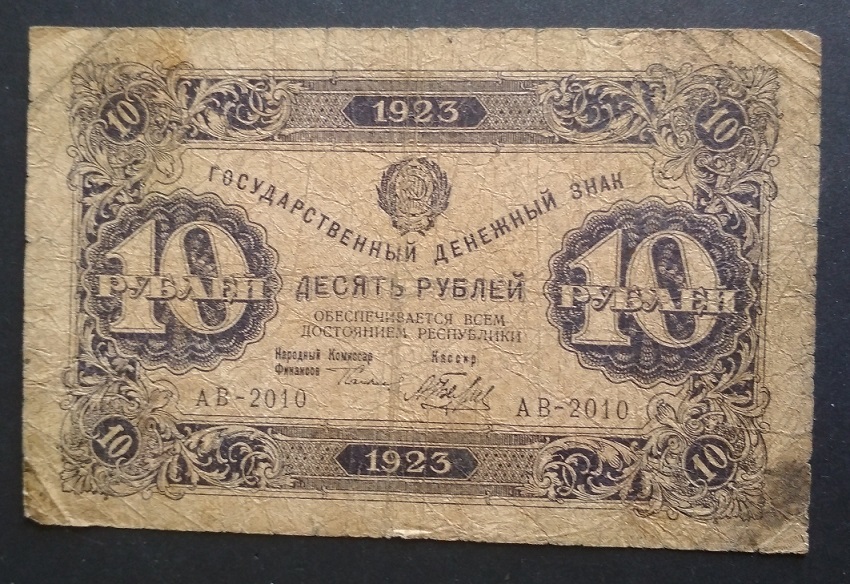 10 1923 10
ГОСУДАРСТВЕННЫЙ ДЕНЕЖНЫЙ ЗНАК
10 РУБЛЕЙ
ДЕСЯТЬ РУБЛЕЙ
10 РУБЛЕЙ
ОБЕСПЕЧИВАЕТСЯ ВСЕМ
ДОСТОЯНИЕМ РЕСПУБЛИКИ
Народный Комиссар
Финансов
Кассир
АВ-2010
АВ-2010
10 1923 10